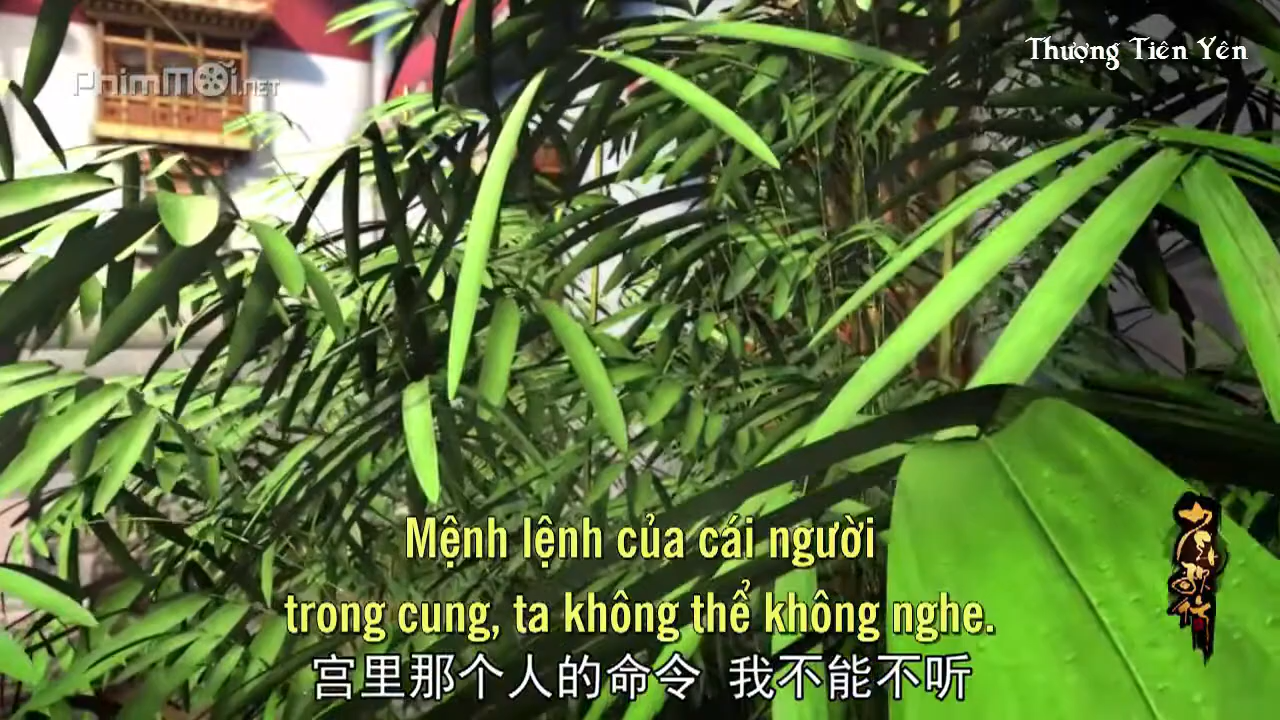 Thượng Tiên Yên
PhimMỗi.NET
Mệnh lệnh của cái người
trong cung, ta không thể không nghe.
宫里那个人的命令 我不能不听